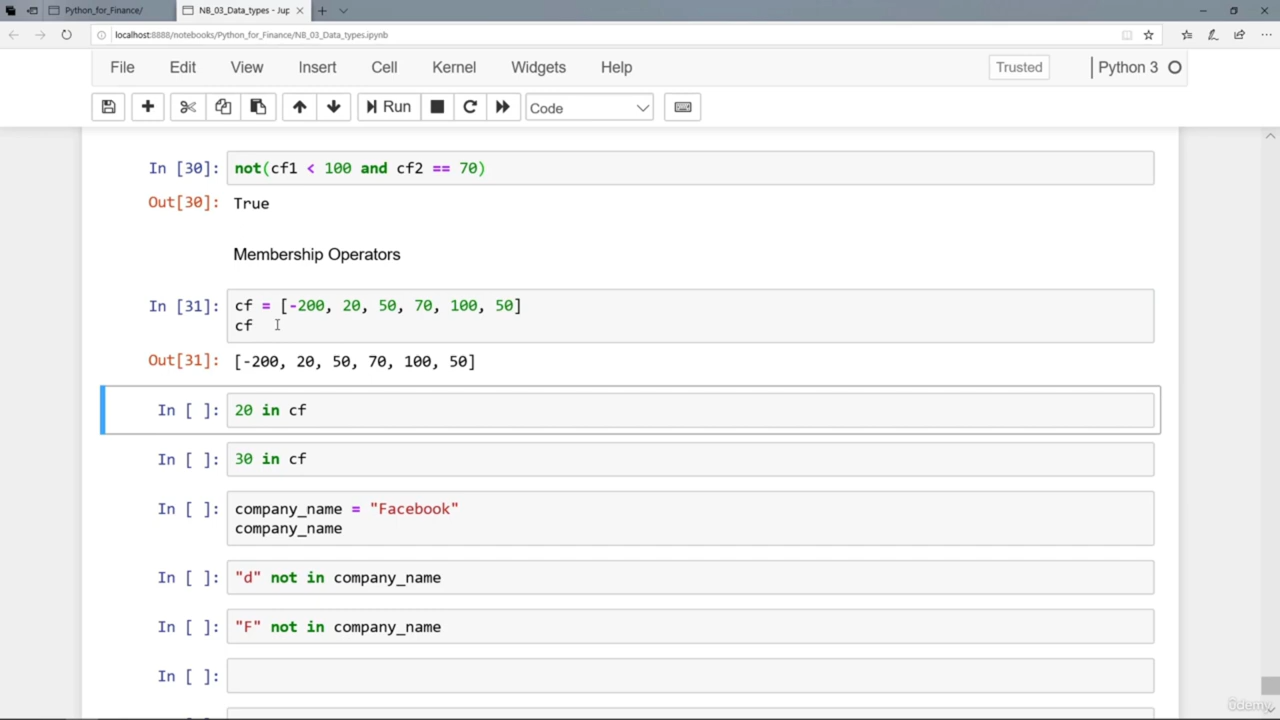 Python_for_Finance/
NB_03_Data_types - Jup
localhost:8888/notebooks/Python_for_Finance/NB_03_Data_types.ipynb
File Edit View Insert Cell Kernel Widgets Help
Trusted
Python 3
Run
Code
In [30]: not(cf1 < 100 and cf2 == 70)
Out[30]: True
Membership Operators
In [31]: cf = [-200, 20, 50, 70, 100, 50]
cf
Out[31]: [-200, 20, 50, 70, 100, 50]
In [ ]: 20 in cf
In [ ]: 30 in cf
In [ ]: company_name = "Facebook"
company_name
In [ ]: "d" not in company_name
In [ ]: "F" not in company_name
In [ ]:
ûdemy